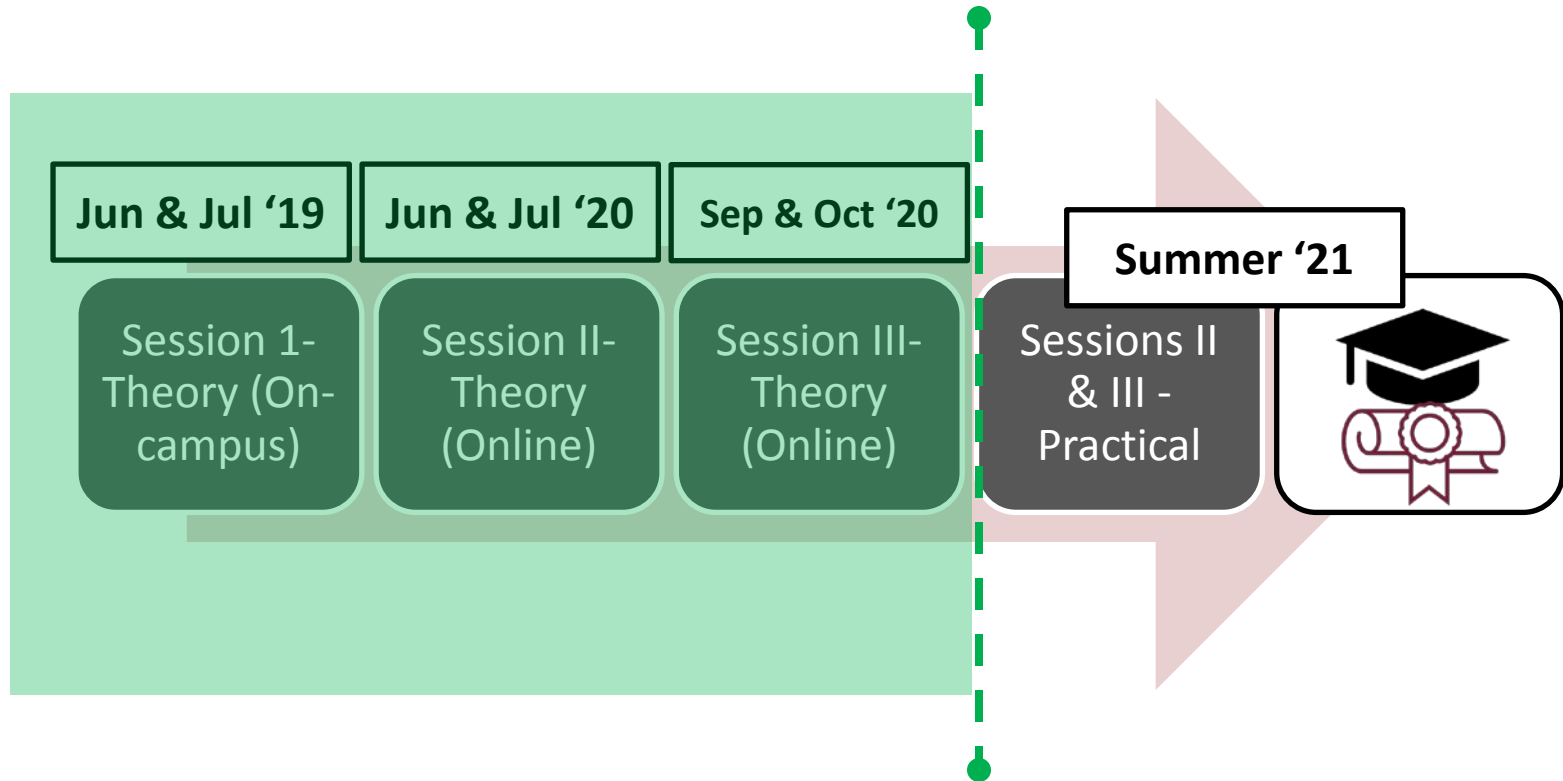 Jun & Jul ‘19
Jun & Jul ‘20
Sep & Oct ‘20
Summer ‘21
Session 1-
Theory (On-
campus)
Session II-
Theory
(Online)
Session III-
Theory
(Online)
Sessions II
& III -
Practical